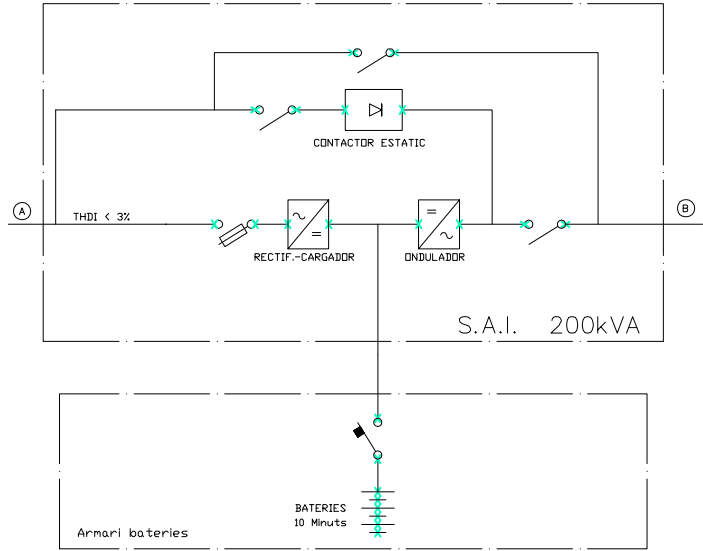 CONTACTOR ESTATIC
A
THDI < 3%
B
RECTIF.-CARGADOR
ONDULADOR
S.A.I. 200kVA
BATERIES
10 Minuts
Armari bateries